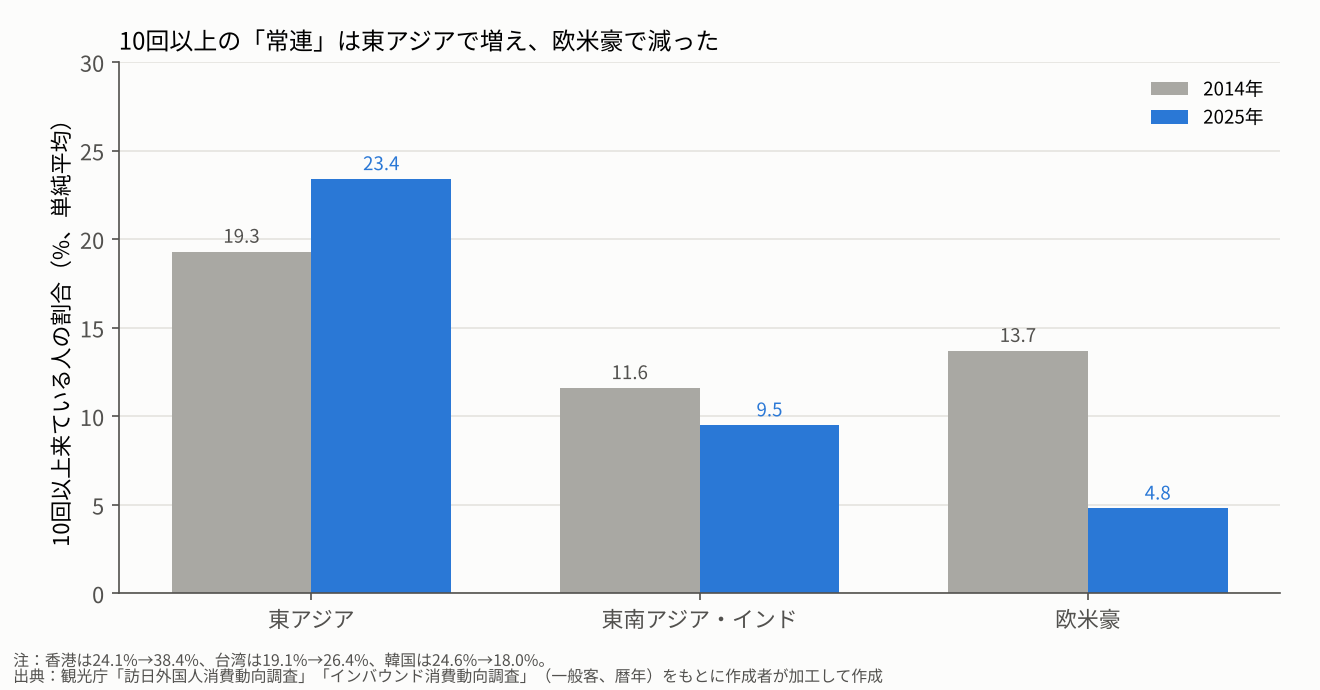 10回以上の「常連」は東アジアで増え、欧米豪で減った
10回以上来ている人の割合（%、単純平均）
30
25
20
15
10
5
0
2014年
2025年
19.3
23.4
11.6
9.5
13.7
4.8
東アジア
東南アジア・インド
欧米豪
注：香港は24.1%→38.4%、台湾は19.1%→26.4%、韓国は24.6%→18.0%。
出典：観光庁「訪日外国人消費動向調査」「インバウンド消費動向調査」（一般客、暦年）をもとに作成者が加工して作成